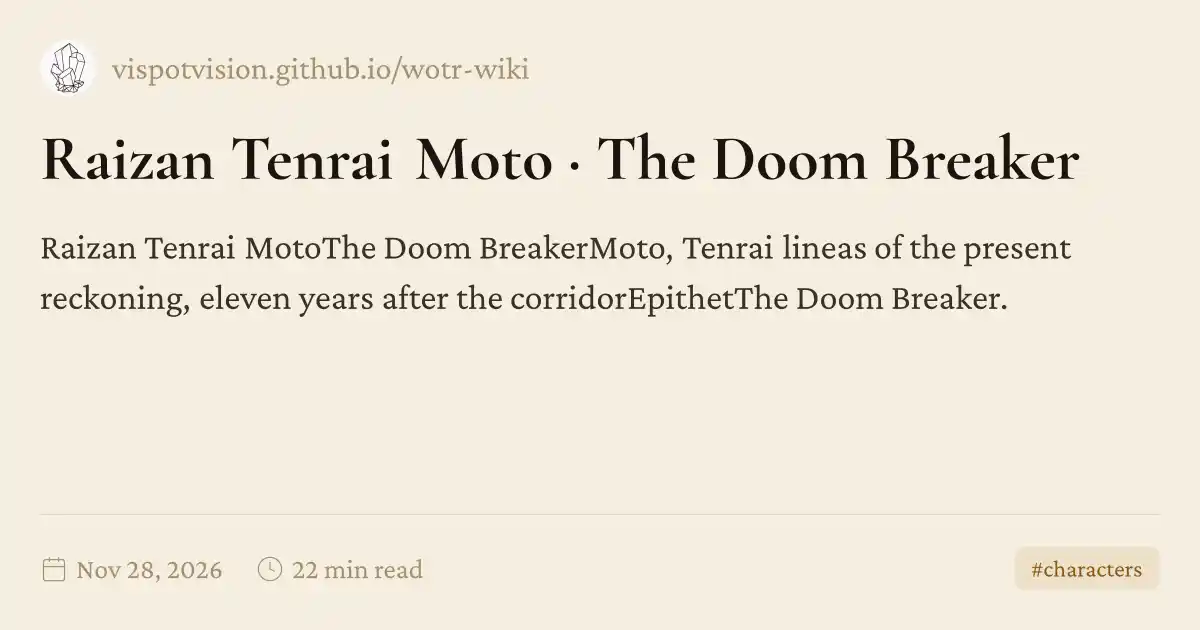 vispotvision.github.io/wotr-wiki
Raizan Tenrai Moto · The Doom Breaker
Raizan Tenrai MotoThe Doom BreakerMoto, Tenrai lineas of the present
reckoning, eleven years after the corridorEpithetThe Doom Breaker.
Nov 28, 2026
22 min read
#characters